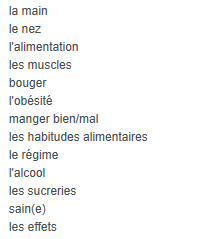 la main
le nez
l'alimentation
les muscles
bouger
l'obésité
manger bien/mal
les habitudes alimentaires
le régime
l'alcool
les sucreries
sain(e)
les effets